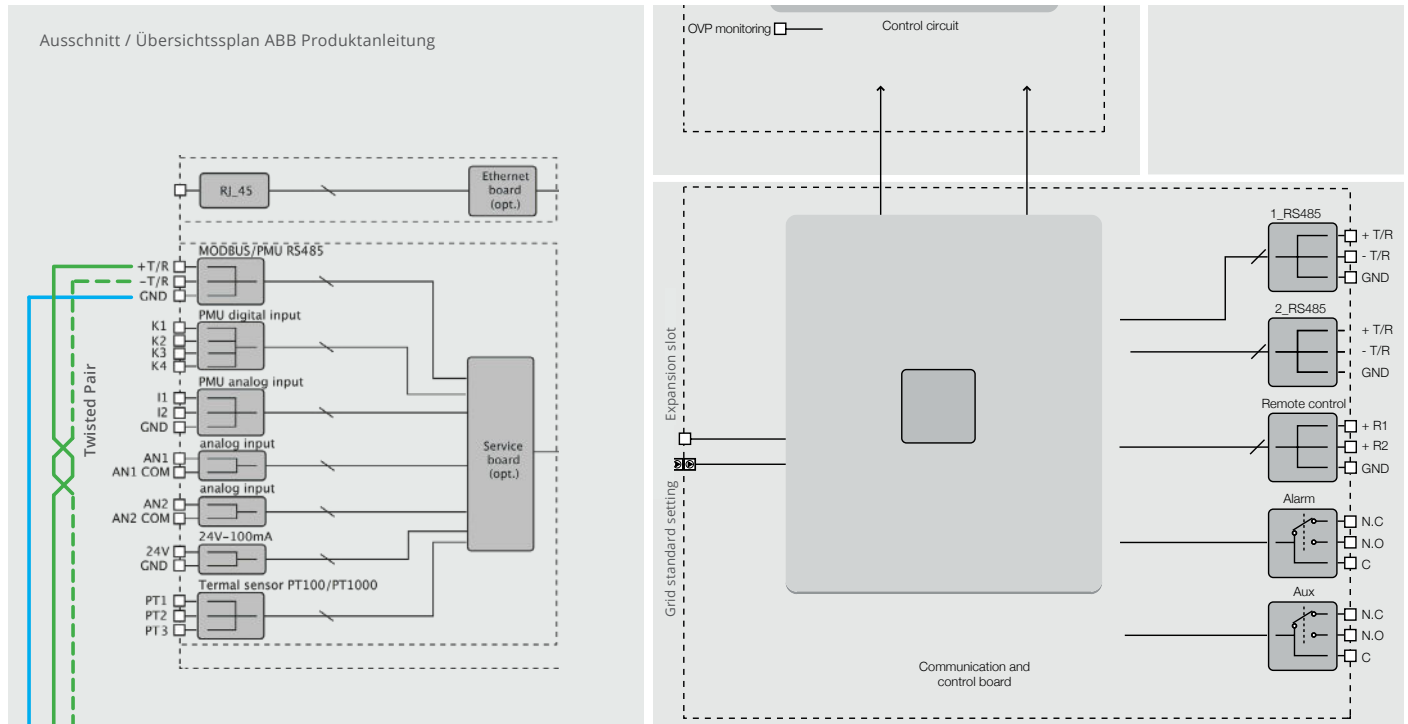 Ausschnitt / Übersichtssplan ABB Produktanleitung
RJ_45
Ethernet
board
(opt.)
MODBUS/PMU RS485
+T/R
-T/R
GND
PMU digital input
K1
K2
K3
K4
PMU analog input
I1
I2
GND
analog input
AN1
AN1 COM
analog input
AN2
AN2 COM
24V-100mA
24V
GND
Termal sensor PT100/PT1000
PT1
PT2
PT3
Service
board
(opt.)
Twisted Pair
OVP monitoring
Control circuit
Expansion slot
Grid standard setting
1_RS485
+ T/R
- T/R
GND
2_RS485
+ T/R
- T/R
GND
Remote control
+ R1
+ R2
GND
Alarm
N.C
N.O
C
Aux
N.C
N.O
C
Communication and
control board